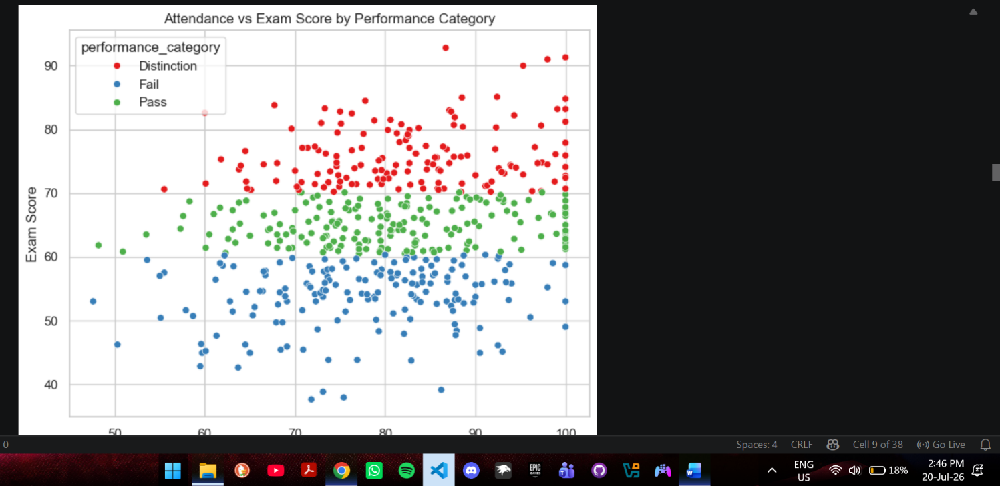 Attendance vs Exam Score by Performance Category
performance_category
Distinction
Fail
Pass
90
80
70
60
50
40
Exam Score
50
60
70
80
90
100
0
Spaces: 4
CRLF
Cell 9 of 38
Go Live
EPIC
GAMES
ENG
US
18%
2:46 PM
20-Jul-26